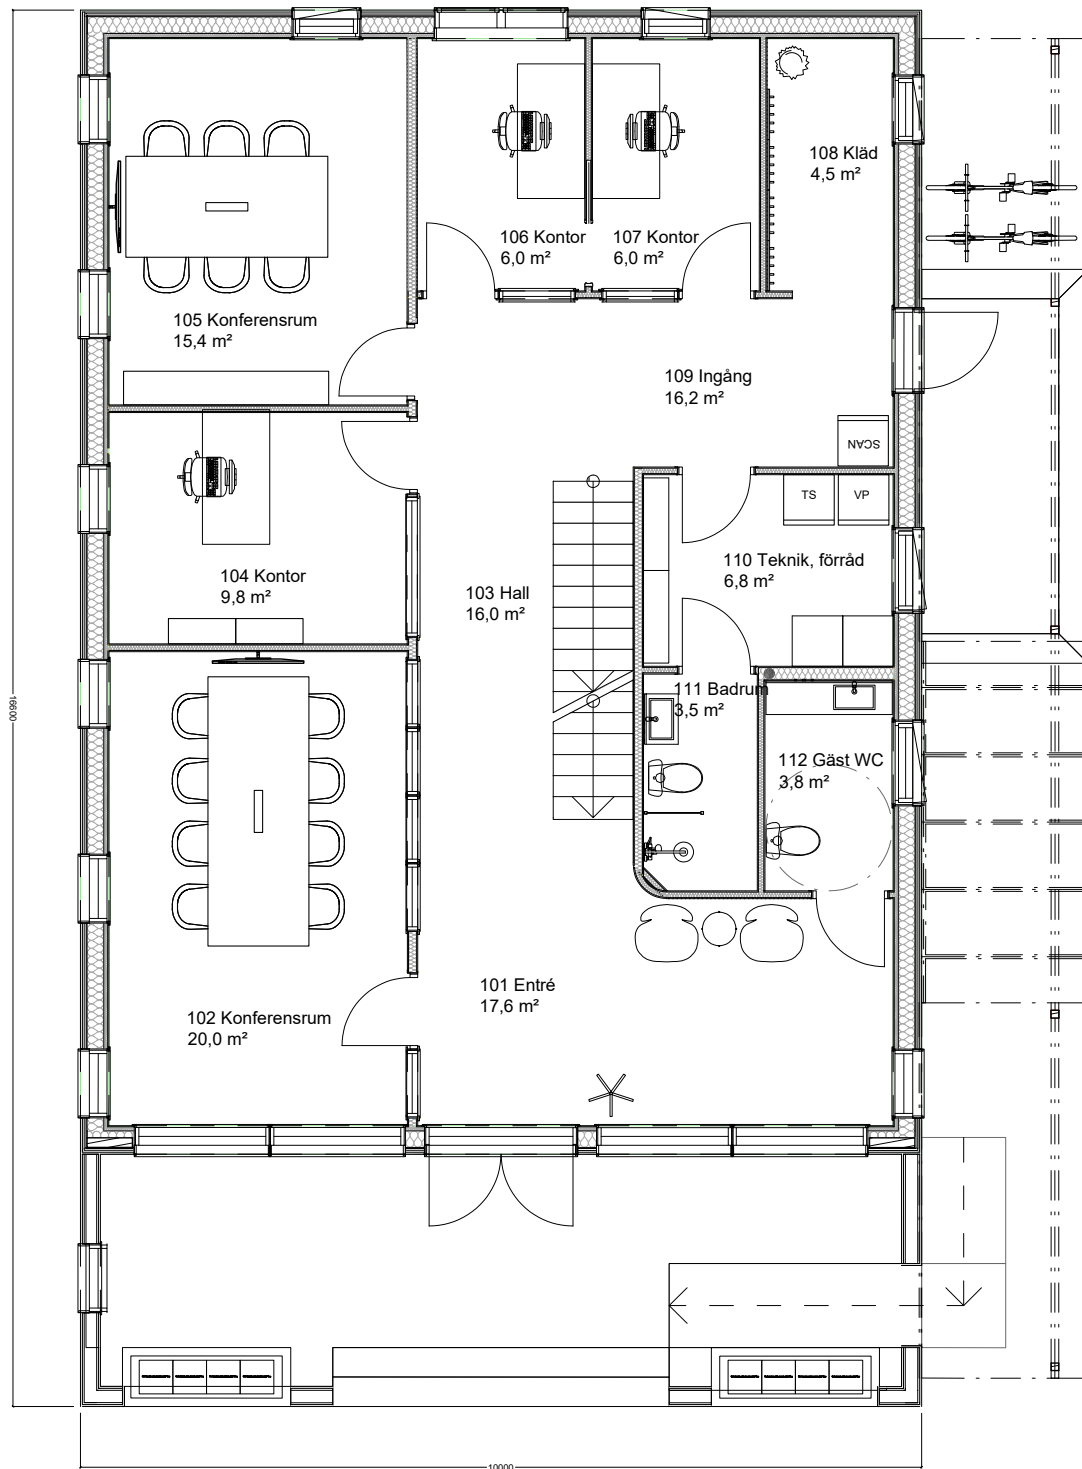 108 Kläd
4,5 m²
106 Kontor
6,0 m²
107 Kontor
6,0 m²
105 Konferensrum
15,4 m²
109 Ingång
16,2 m²
SCAN
TS
VP
110 Teknik, förråd
6,8 m²
104 Kontor
9,8 m²
103 Hall
16,0 m²
111 Badrum
3,5 m²
16600
112 Gäst WC
3,8 m²
101 Entré
17,6 m²
102 Konferensrum
20,0 m²
10000